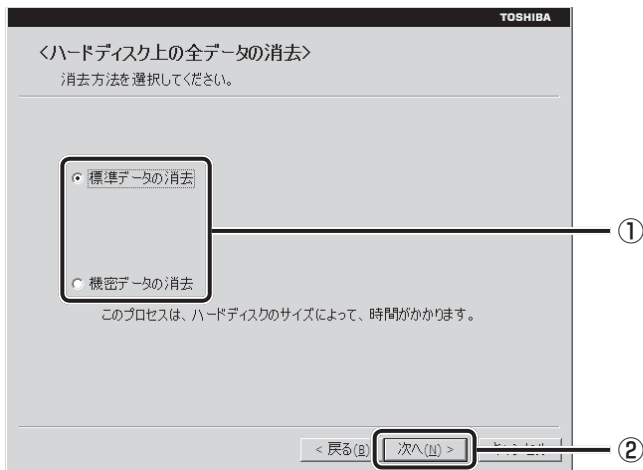 TOSHIBA
<ハードディスク上の全データの消去>
消去方法を選択してください。
標準データの消去
①
機密データの消去
このプロセスは、ハードディスクのサイズによって、時間がかかります。
< 戻る(B) 次へ(N) >
②